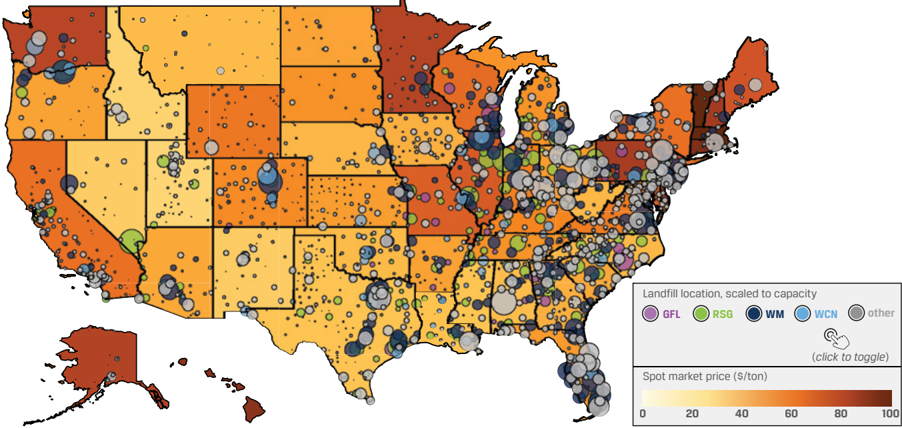 Landfill location, scaled to capacity
GFL RSG WM WCN other
(click to toggle)
Spot market price ($/ton)
0 20 40 60 80 100